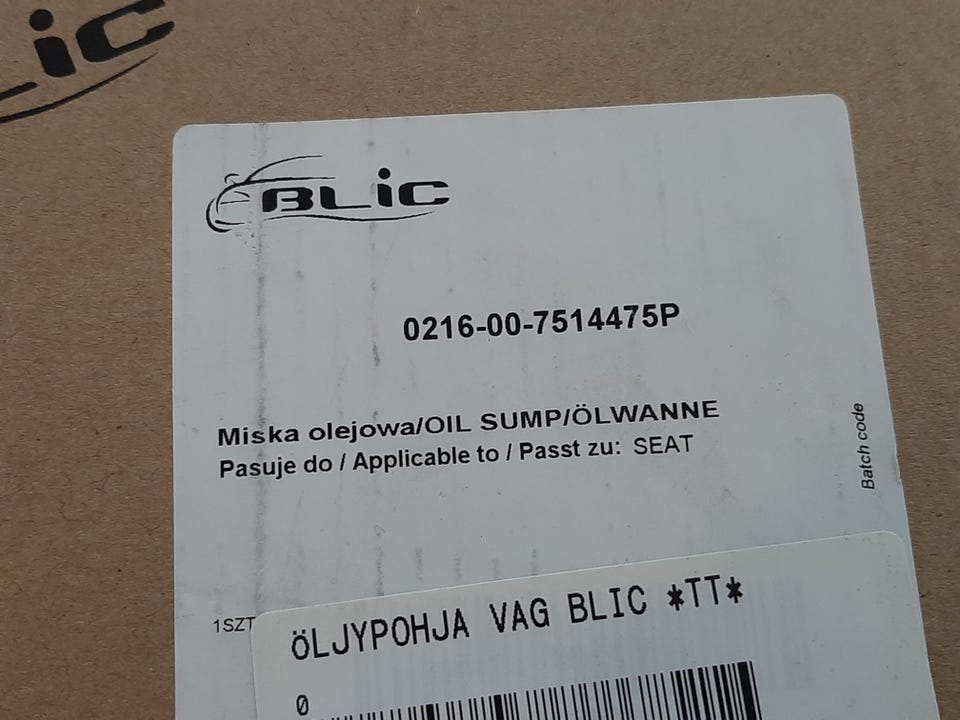 LiC
BLiC
0216-00-7514475P
Miska olejowa/OIL SUMP/ÖLWANNE
Pasuje do / Applicable to / Passt zu: SEAT
Batch code
1SZT
ÖLJYPOHJA VAG BLIC *TT*
0